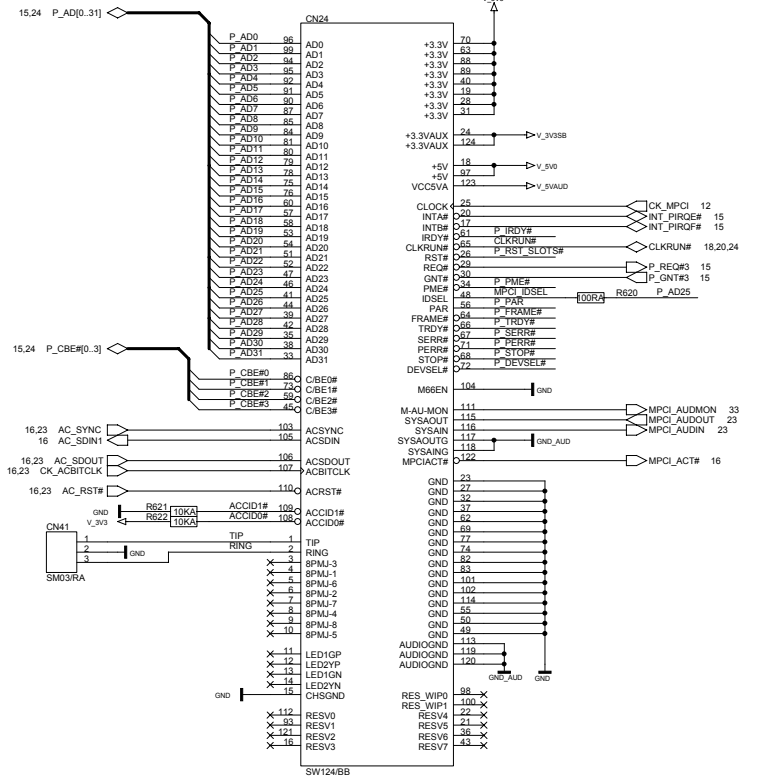 CN24
15,24 P_AD[0..31]
P_AD0 96 AD0
P_AD1 99 AD1
P_AD2 94 AD2
P_AD3 95 AD3
P_AD4 92 AD4
P_AD5 91 AD5
P_AD6 90 AD6
P_AD7 87 AD7
P_AD8 85 AD8
P_AD9 84 AD9
P_AD10 81 AD10
P_AD11 80 AD11
P_AD12 79 AD12
P_AD13 78 AD13
P_AD14 75 AD14
P_AD15 76 AD15
P_AD16 60 AD16
P_AD17 57 AD17
P_AD18 58 AD18
P_AD19 53 AD19
P_AD20 54 AD20
P_AD21 51 AD21
P_AD22 52 AD22
P_AD23 47 AD23
P_AD24 46 AD24
P_AD25 41 AD25
P_AD26 44 AD26
P_AD27 39 AD27
P_AD28 42 AD28
P_AD29 35 AD29
P_AD30 38 AD30
P_AD31 33 AD31
15,24 P_CBE#[0..3]
P_CBE#0 86 C/BE0#
P_CBE#1 73 C/BE1#
P_CBE#2 59 C/BE2#
P_CBE#3 45 C/BE3#
16,23 AC_SYNC 103 ACSYNC
16 AC_SDIN1 105 ACSDIN
16,23 AC_SDOUT 106 ACSDOUT
16,23 CK_ACBITCLK 107 ACBITCLK
16,23 AC_RST# 110 ACRST#
GND R621 10KA ACCID1# 109 ACCID1#
V_3V3 R622 10KA ACCID0# 108 ACCID0#
CN41
1 TIP 1 TIP
2 GND RING 2 RING
3
SM03/RA
3 8PMJ-3
4 8PMJ-1
5 8PMJ-6
6 8PMJ-2
7 8PMJ-7
8 8PMJ-4
9 8PMJ-8
10 8PMJ-5
11 LED1GP
12 LED2YP
13 LED1GN
14 LED2YN
GND 15 CHSGND
112 RESV0
93 RESV1
121 RESV2
16 RESV3
+3.3V 70
+3.3V 63
+3.3V 88
+3.3V 89
+3.3V 40
+3.3V 19
+3.3V 28
+3.3V 31
+3.3VAUX 24 V_3V3SB
+3.3VAUX 124
+5V 18 V_5V0
+5V 97
VCC5VA 123 V_5VAUD
CLOCK 25 CK_MPCI 12
INTA# 20 INT_PIRQE# 15
INTB# 17 INT_PIRQF# 15
IRDY# 61 P_IRDY#
CLKRUN# 65 CLKRUN# CLKRUN# 18,20,24
RST# 26 P_RST_SLOTS#
REQ# 29 P_REQ#3 15
GNT# 30 P_GNT#3 15
PME# 34 P_PME#
IDSEL 48 MPCI_IDSEL 100RA R620 P_AD25
PAR 56 P_PAR
FRAME# 64 P_FRAME#
TRDY# 66 P_TRDY#
SERR# 67 P_SERR#
PERR# 71 P_PERR#
STOP# 68 P_STOP#
DEVSEL# 72 P_DEVSEL#
M66EN 104 GND
M-AU-MON 111 MPCI_AUDMON 33
SYSAOUT 115 MPCI_AUDOUT 23
SYSAIN 116 MPCI_AUDIN 23
SYSAOUTG 117 GND_AUD
SYSAING 118
MPCIACT# 122 MPCI_ACT# 16
GND 23
GND 27
GND 32
GND 37
GND 62
GND 69
GND 77
GND 74
GND 82
GND 83
GND 101
GND 102
GND 114
GND 55
GND 50
GND 49
AUDIOGND 113
AUDIOGND 119
AUDIOGND 120
GND_AUD GND
RES_WIP0 98
RES_WIP1 100
RESV4 22
RESV5 21
RESV6 36
RESV7 43
SW124/BB